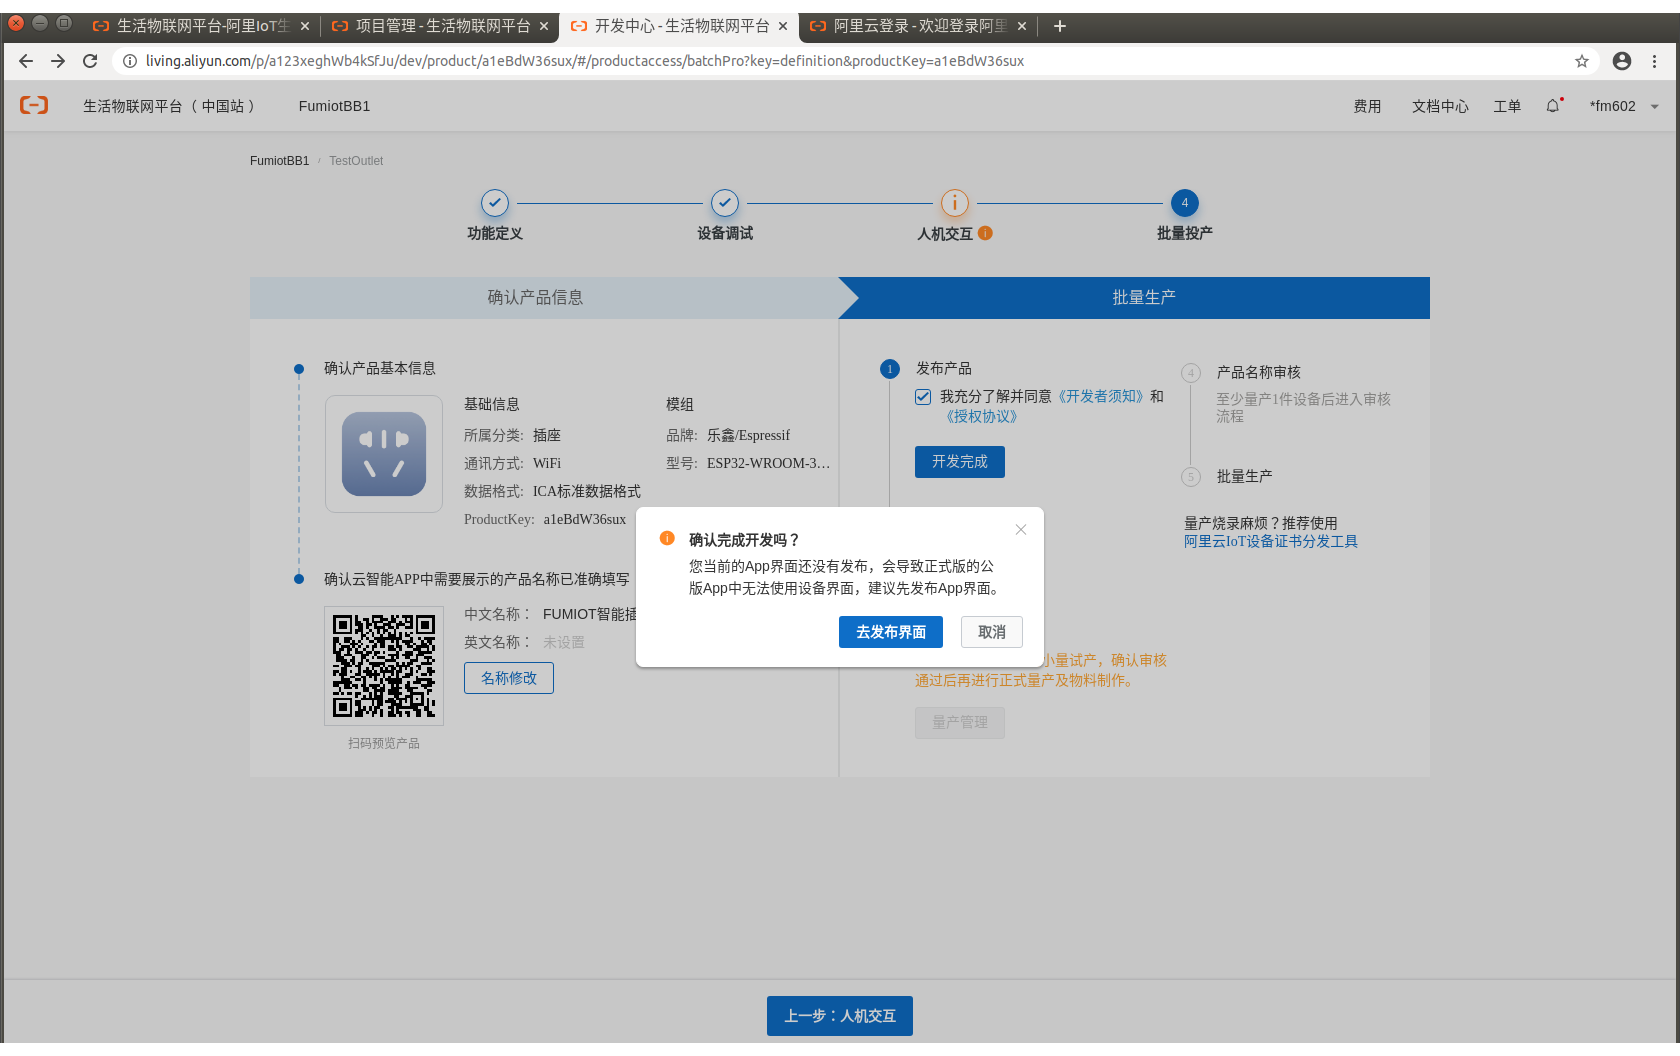 生活物联网平台-阿里IoT生
项目管理 - 生活物联网平台
开发中心 - 生活物联网平台
阿里云登录 - 欢迎登录阿里
living.aliyun.com/p/a123xeghWb4kSfJu/dev/product/a1eBdW36sux/#/productaccess/batchPro?key=definition&productKey=a1eBdW36sux
生活物联网平台（ 中国站 ） FumiotBB1 费用 文档中心 工单 *fm602
FumiotBB1 / TestOutlet
4
功能定义 设备调试 人机交互 批量投产
确认产品信息 批量生产
确认产品基本信息
基础信息 模组
所属分类: 插座 品牌: 乐鑫/Espressif
通讯方式: WiFi 型号: ESP32-WROOM-3...
数据格式: ICA标准数据格式
ProductKey: a1eBdW36sux
确认云智能APP中需要展示的产品名称已准确填写
中文名称： FUMIOT智能插
英文名称： 未设置
名称修改
扫码预览产品
1 发布产品
我充分了解并同意《开发者须知》和
《授权协议》
开发完成
4 产品名称审核
至少量产1件设备后进入审核
流程
5 批量生产
量产烧录麻烦？推荐使用
阿里云IoT设备证书分发工具
确认完成开发吗？
您当前的App界面还没有发布，会导致正式版的公
版App中无法使用设备界面，建议先发布App界面。
去发布界面 取消
小量试产，确认审核
通过后再进行正式量产及物料制作。
量产管理
上一步：人机交互